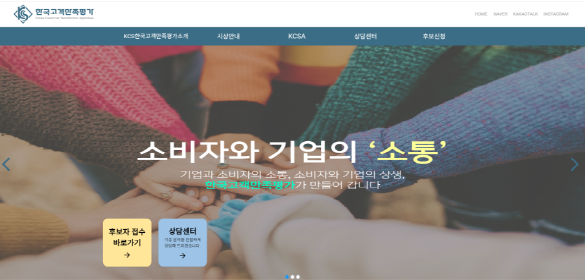 한국고객만족평가
HOME NAVER KAKAOTALK INSTAGRAM
KCS한국고객만족평가소개 시상안내 KCSA 상담센터 후보신청
소비자와 기업의 ‘소통’
기업과 소비자의 소통, 소비자와 기업의 상생,
한국고객만족평가가 만들어 갑니다
후보자 접수
바로가기
상담센터